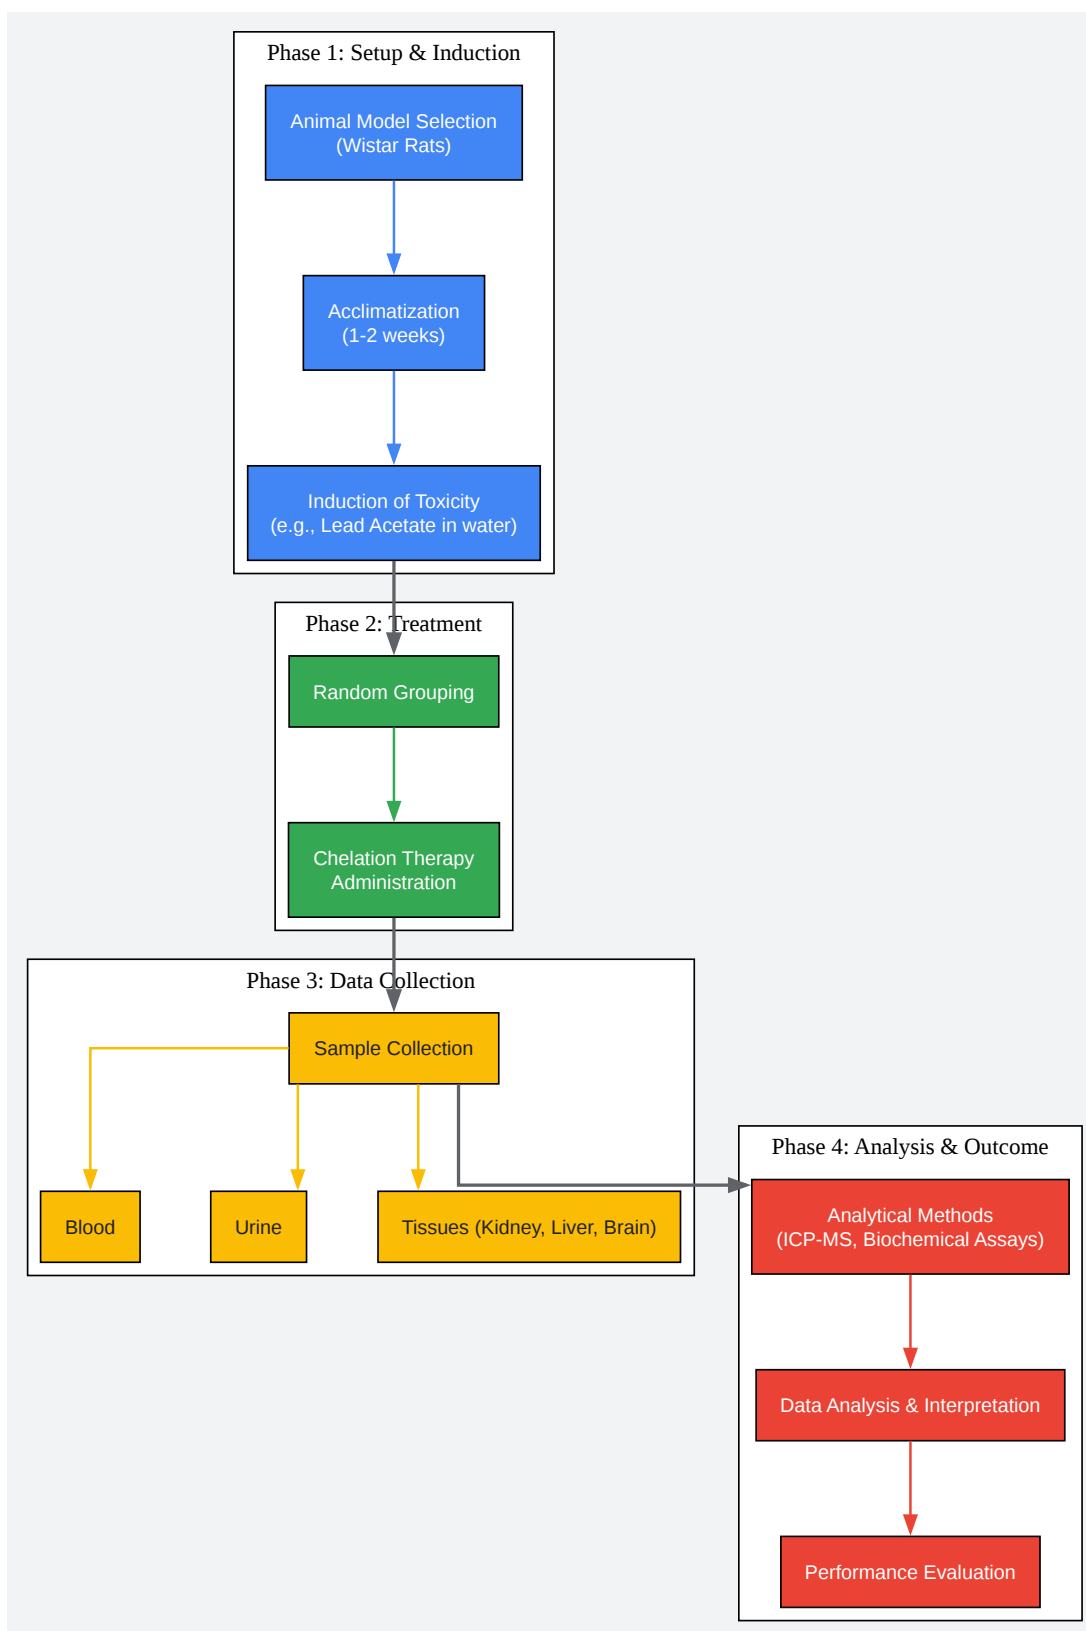 Phase 1: Setup & Induction
Animal Model Selection
(Wistar Rats)
Acclimatization
(1-2 weeks)
Induction of Toxicity
(e.g., Lead Acetate in water)
Phase 2: Treatment
Random Grouping
Chelation Therapy
Administration
Phase 3: Data Collection
Sample Collection
Blood
Urine
Tissues (Kidney, Liver, Brain)
Phase 4: Analysis & Outcome
Analytical Methods
(ICP-MS, Biochemical Assays)
Data Analysis & Interpretation
Performance Evaluation